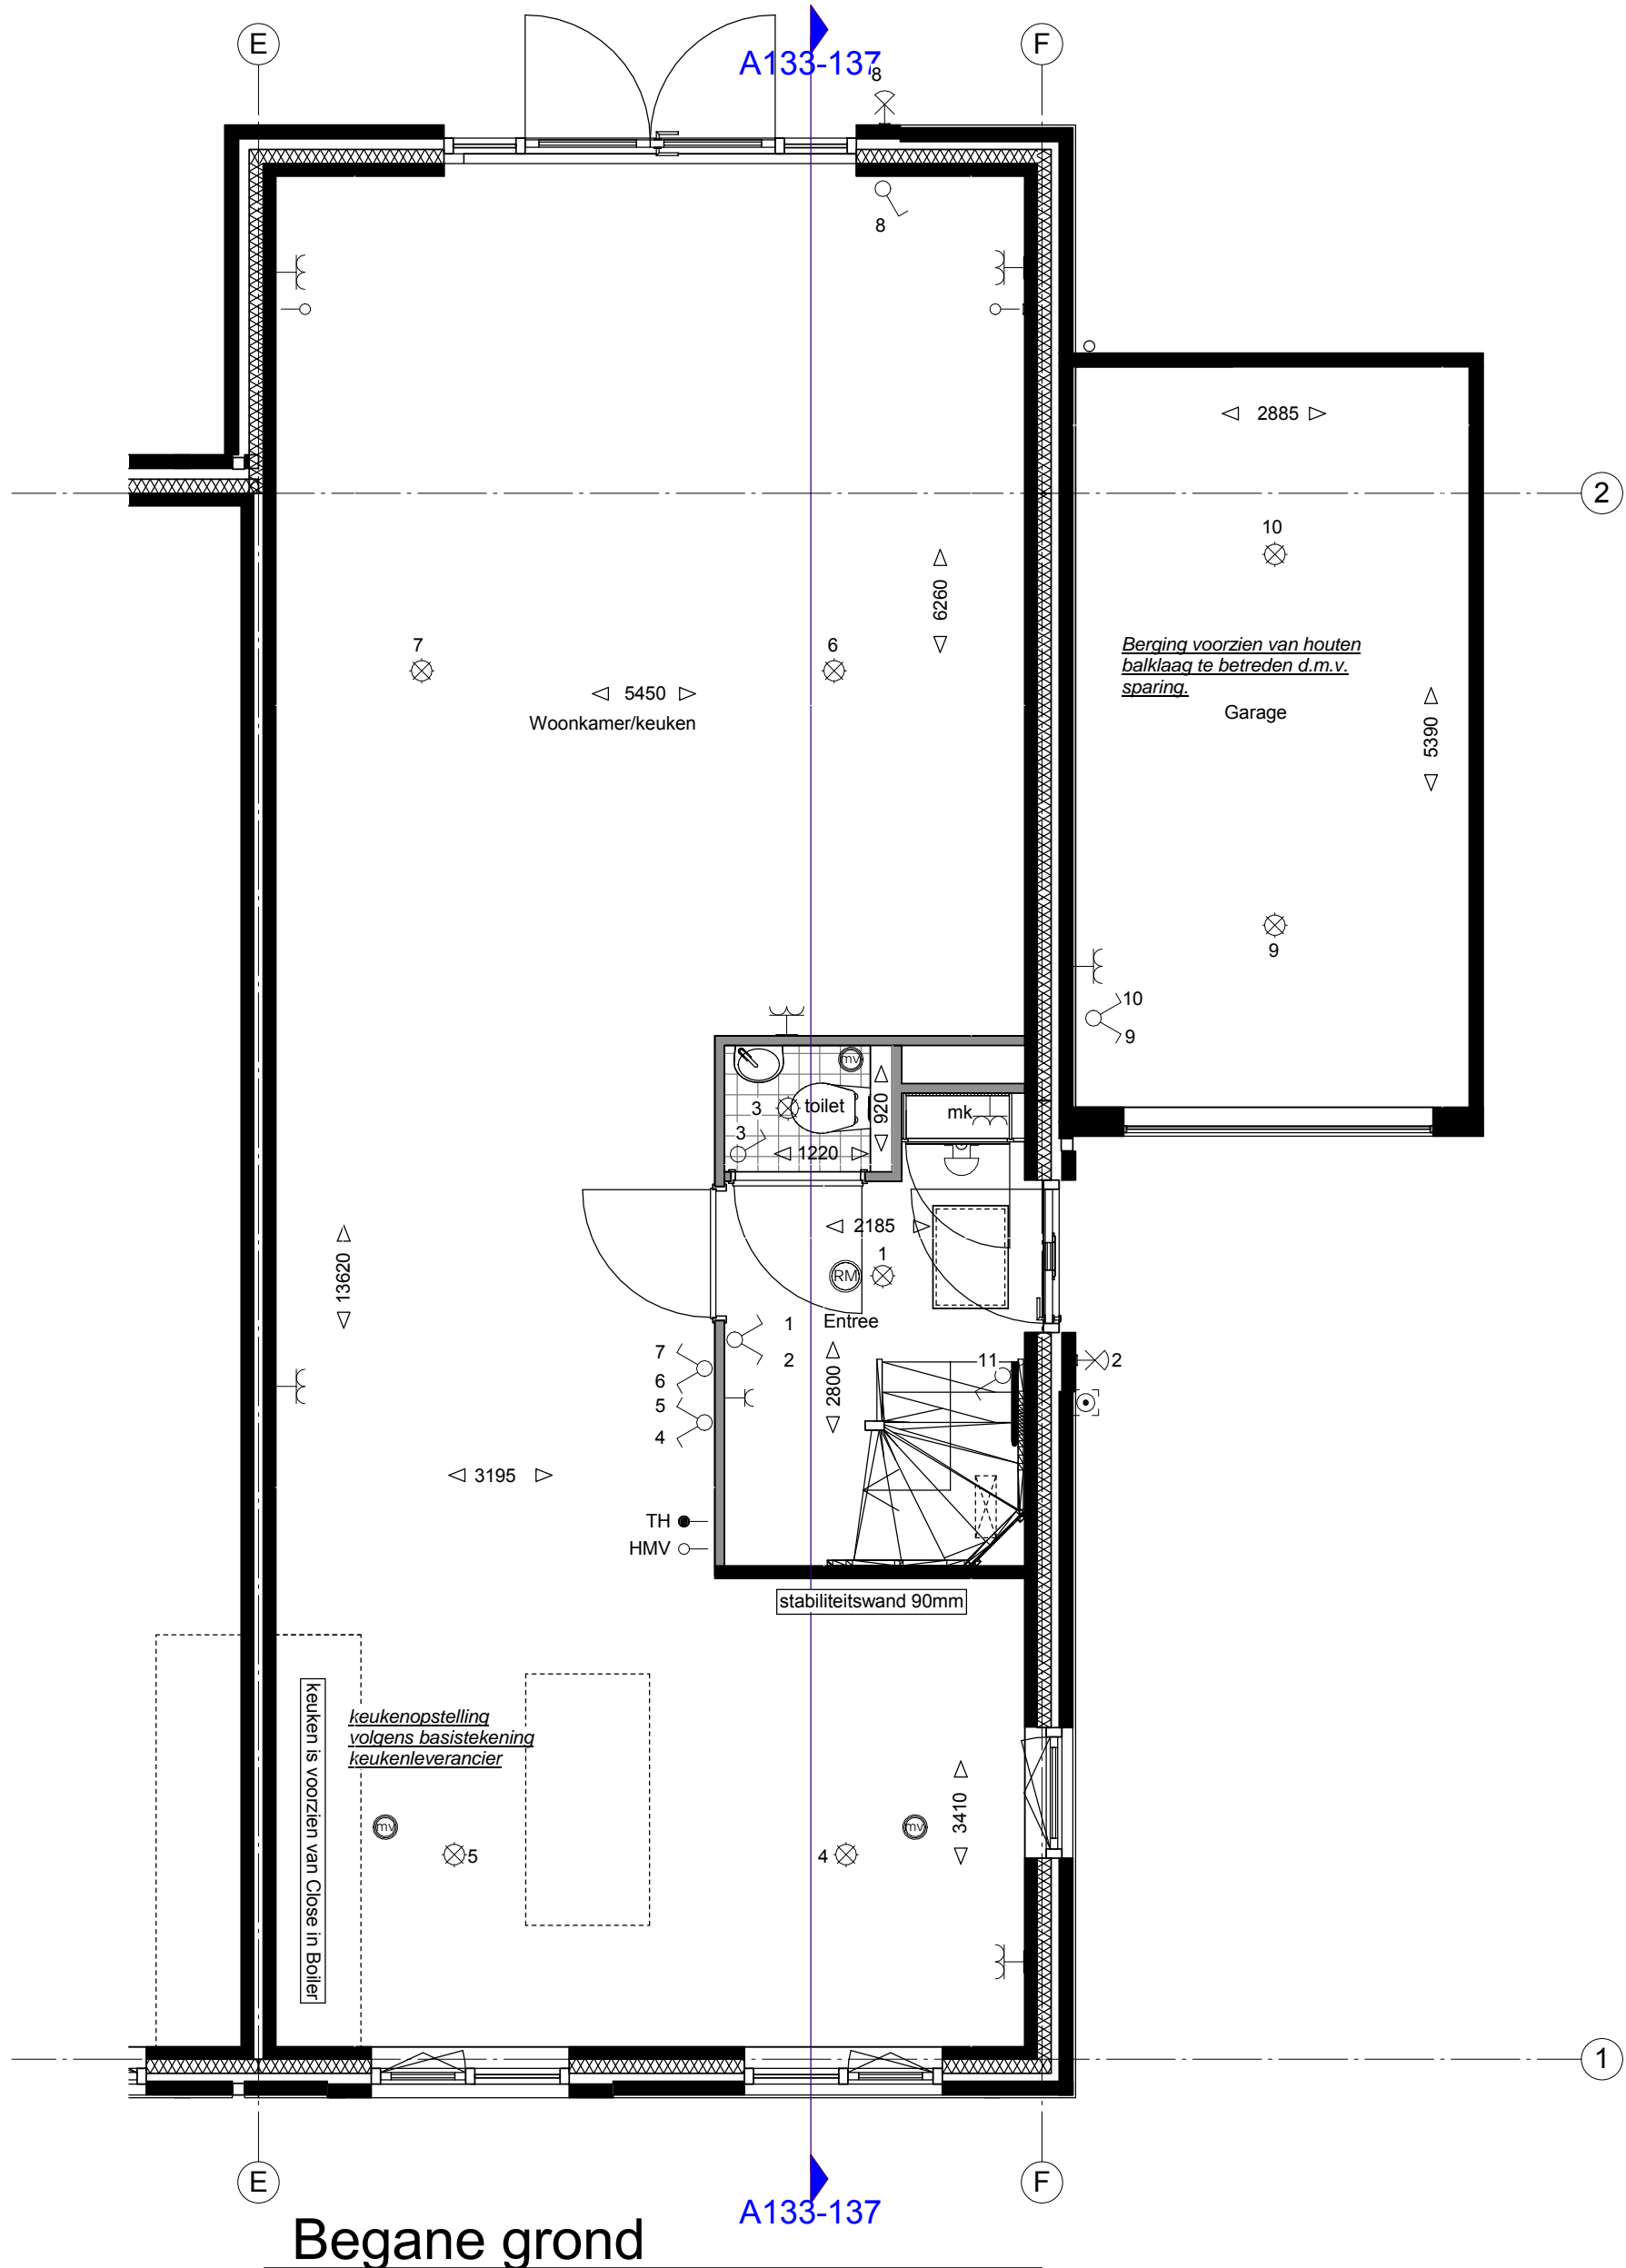 E
F
A133-137
8
8
2885
2
10
6260
7
6
Berging voorzien van houten
balklaag te betreden d.m.v.
sparing.
5450
Woonkamer/keuken
Garage
5390
9
10
9
mv
3
toilet
920
mk
3
1220
2185
13620
RM
1
Entree
1
2
7
6
5
4
2800
11
2
3195
TH
HMV
stabiliteitswand 90mm
keuken is voorzien van Close in Boiler
keukenopstelling
volgens basistekening
keukenleverancier
mv
mv
3410
5
4
1
E
F
A133-137
Begane grond